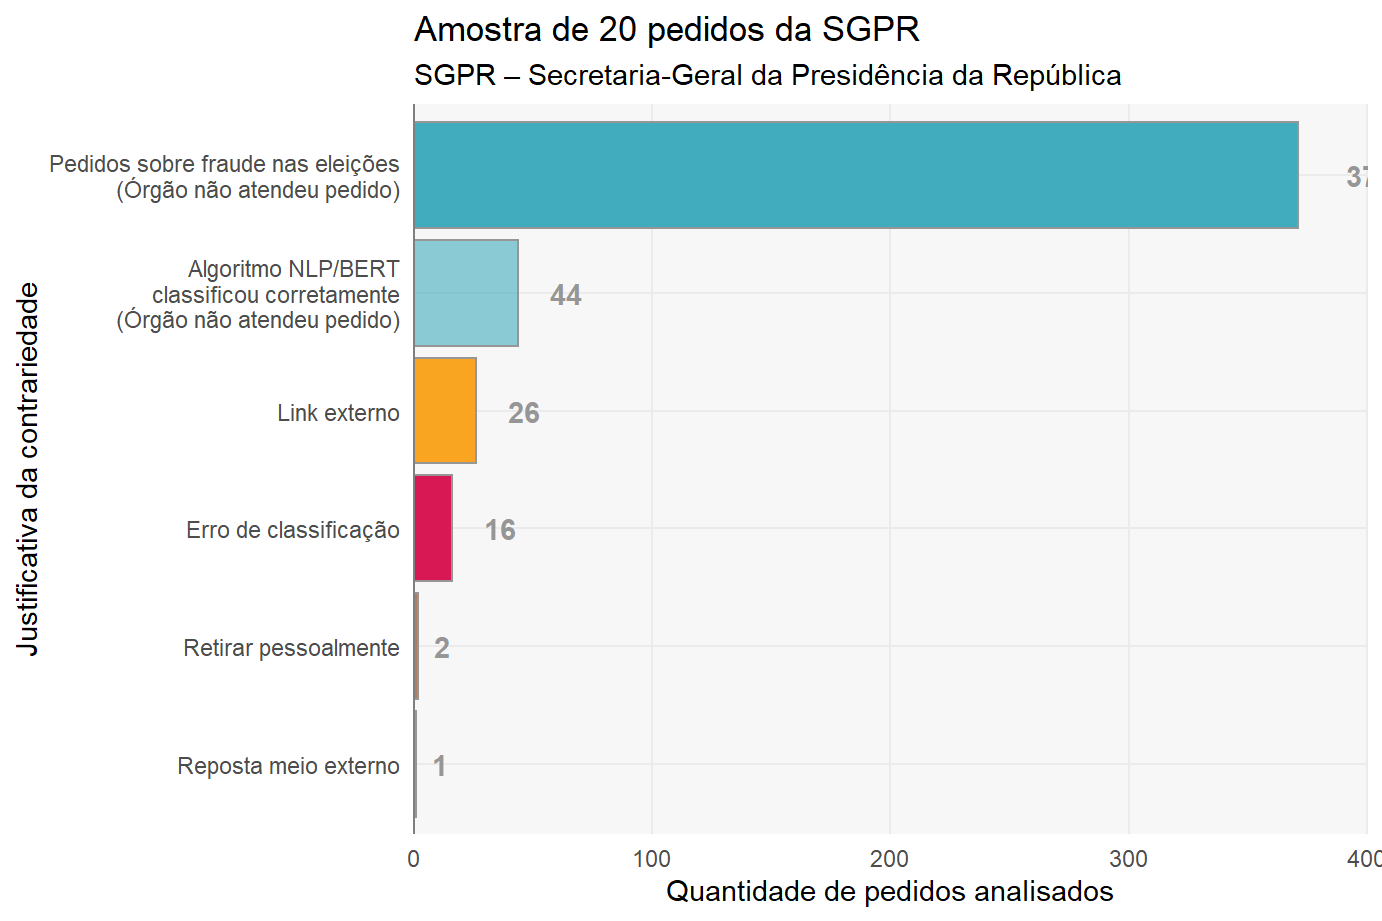 Amostra de 20 pedidos da SGPR
SGPR – Secretaria-Geral da Presidência da República
Justificativa da contrariedade
Pedidos sobre fraude nas eleições
(Órgão não atendeu pedido)
37
Algoritmo NLP/BERT
classificou corretamente
(Órgão não atendeu pedido)
44
Link externo
26
Erro de classificação
16
Retirar pessoalmente
2
Reposta meio externo
1
0
100
200
300
400
Quantidade de pedidos analisados